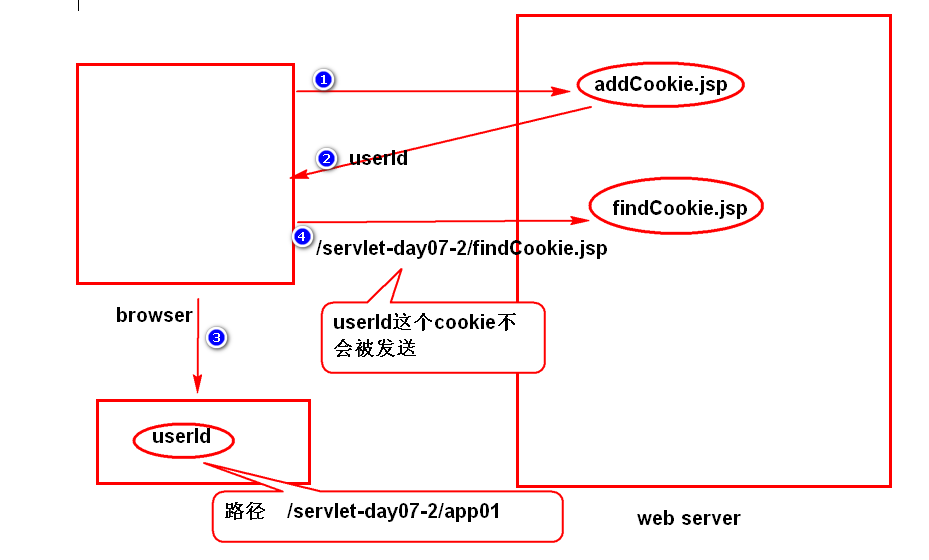 1
addCookie.jsp
2 userId
findCookie.jsp
4
/servlet-day07-2/findCookie.jsp
browser
3
userId这个cookie不
会被发送
userId
路径 /servlet-day07-2/app01
web server